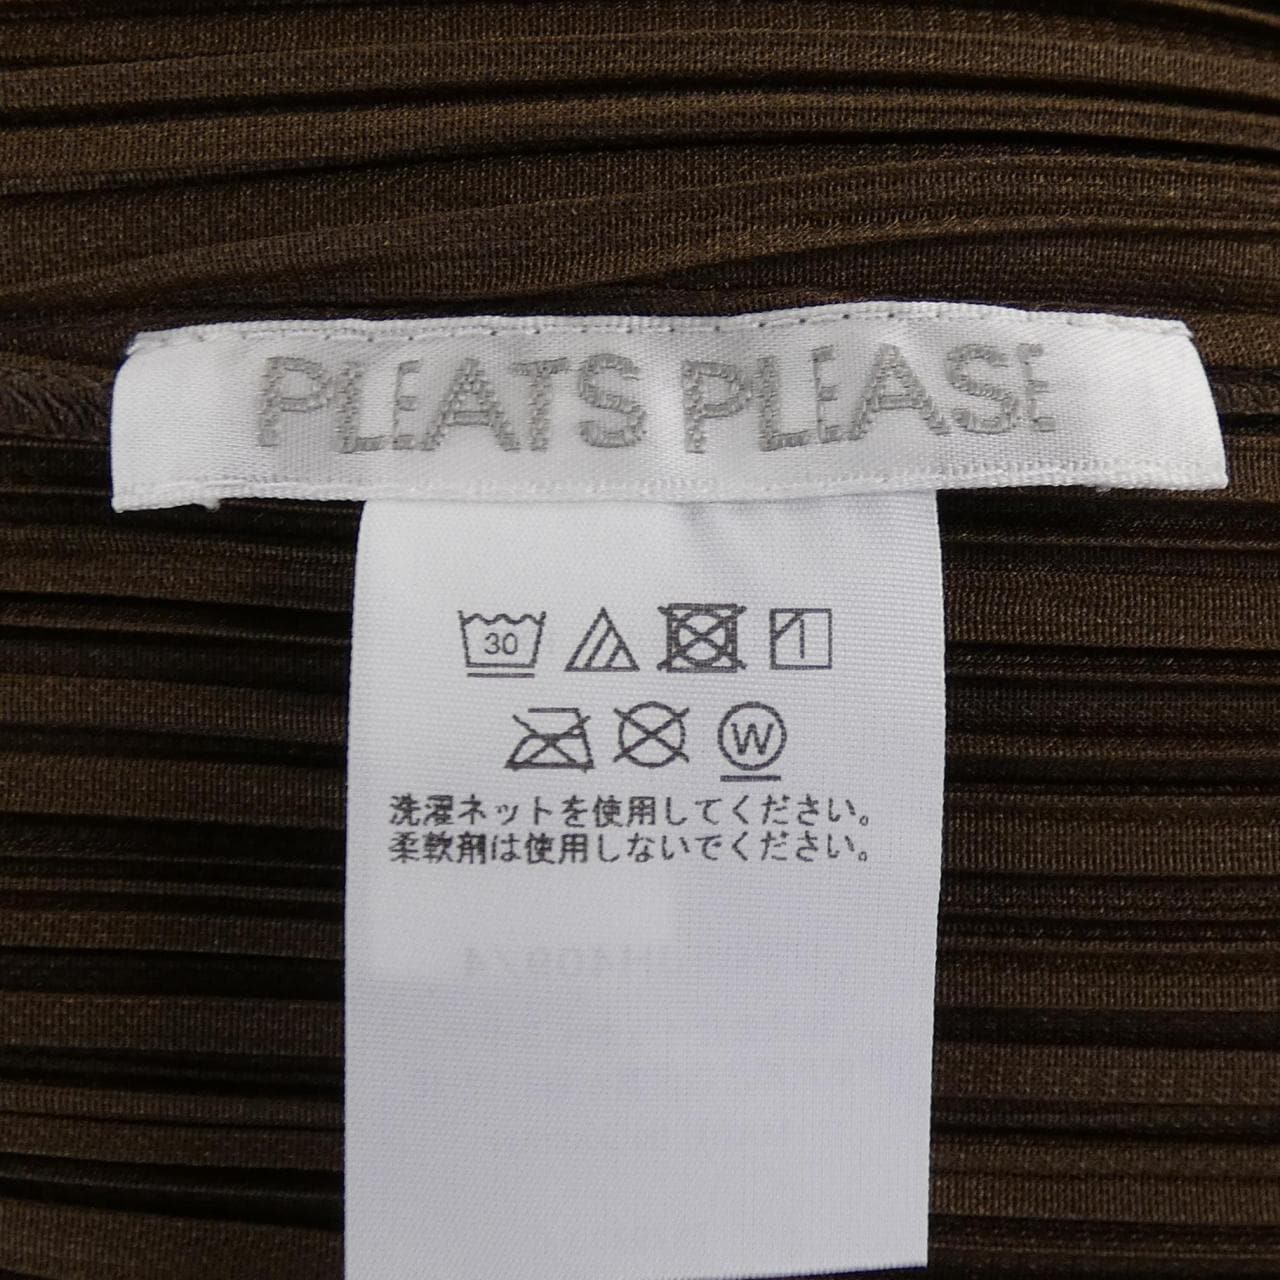 PLEATS PLEASE
30
W
洗濯ネットを使用してください。
柔軟剤は使用しないでください。